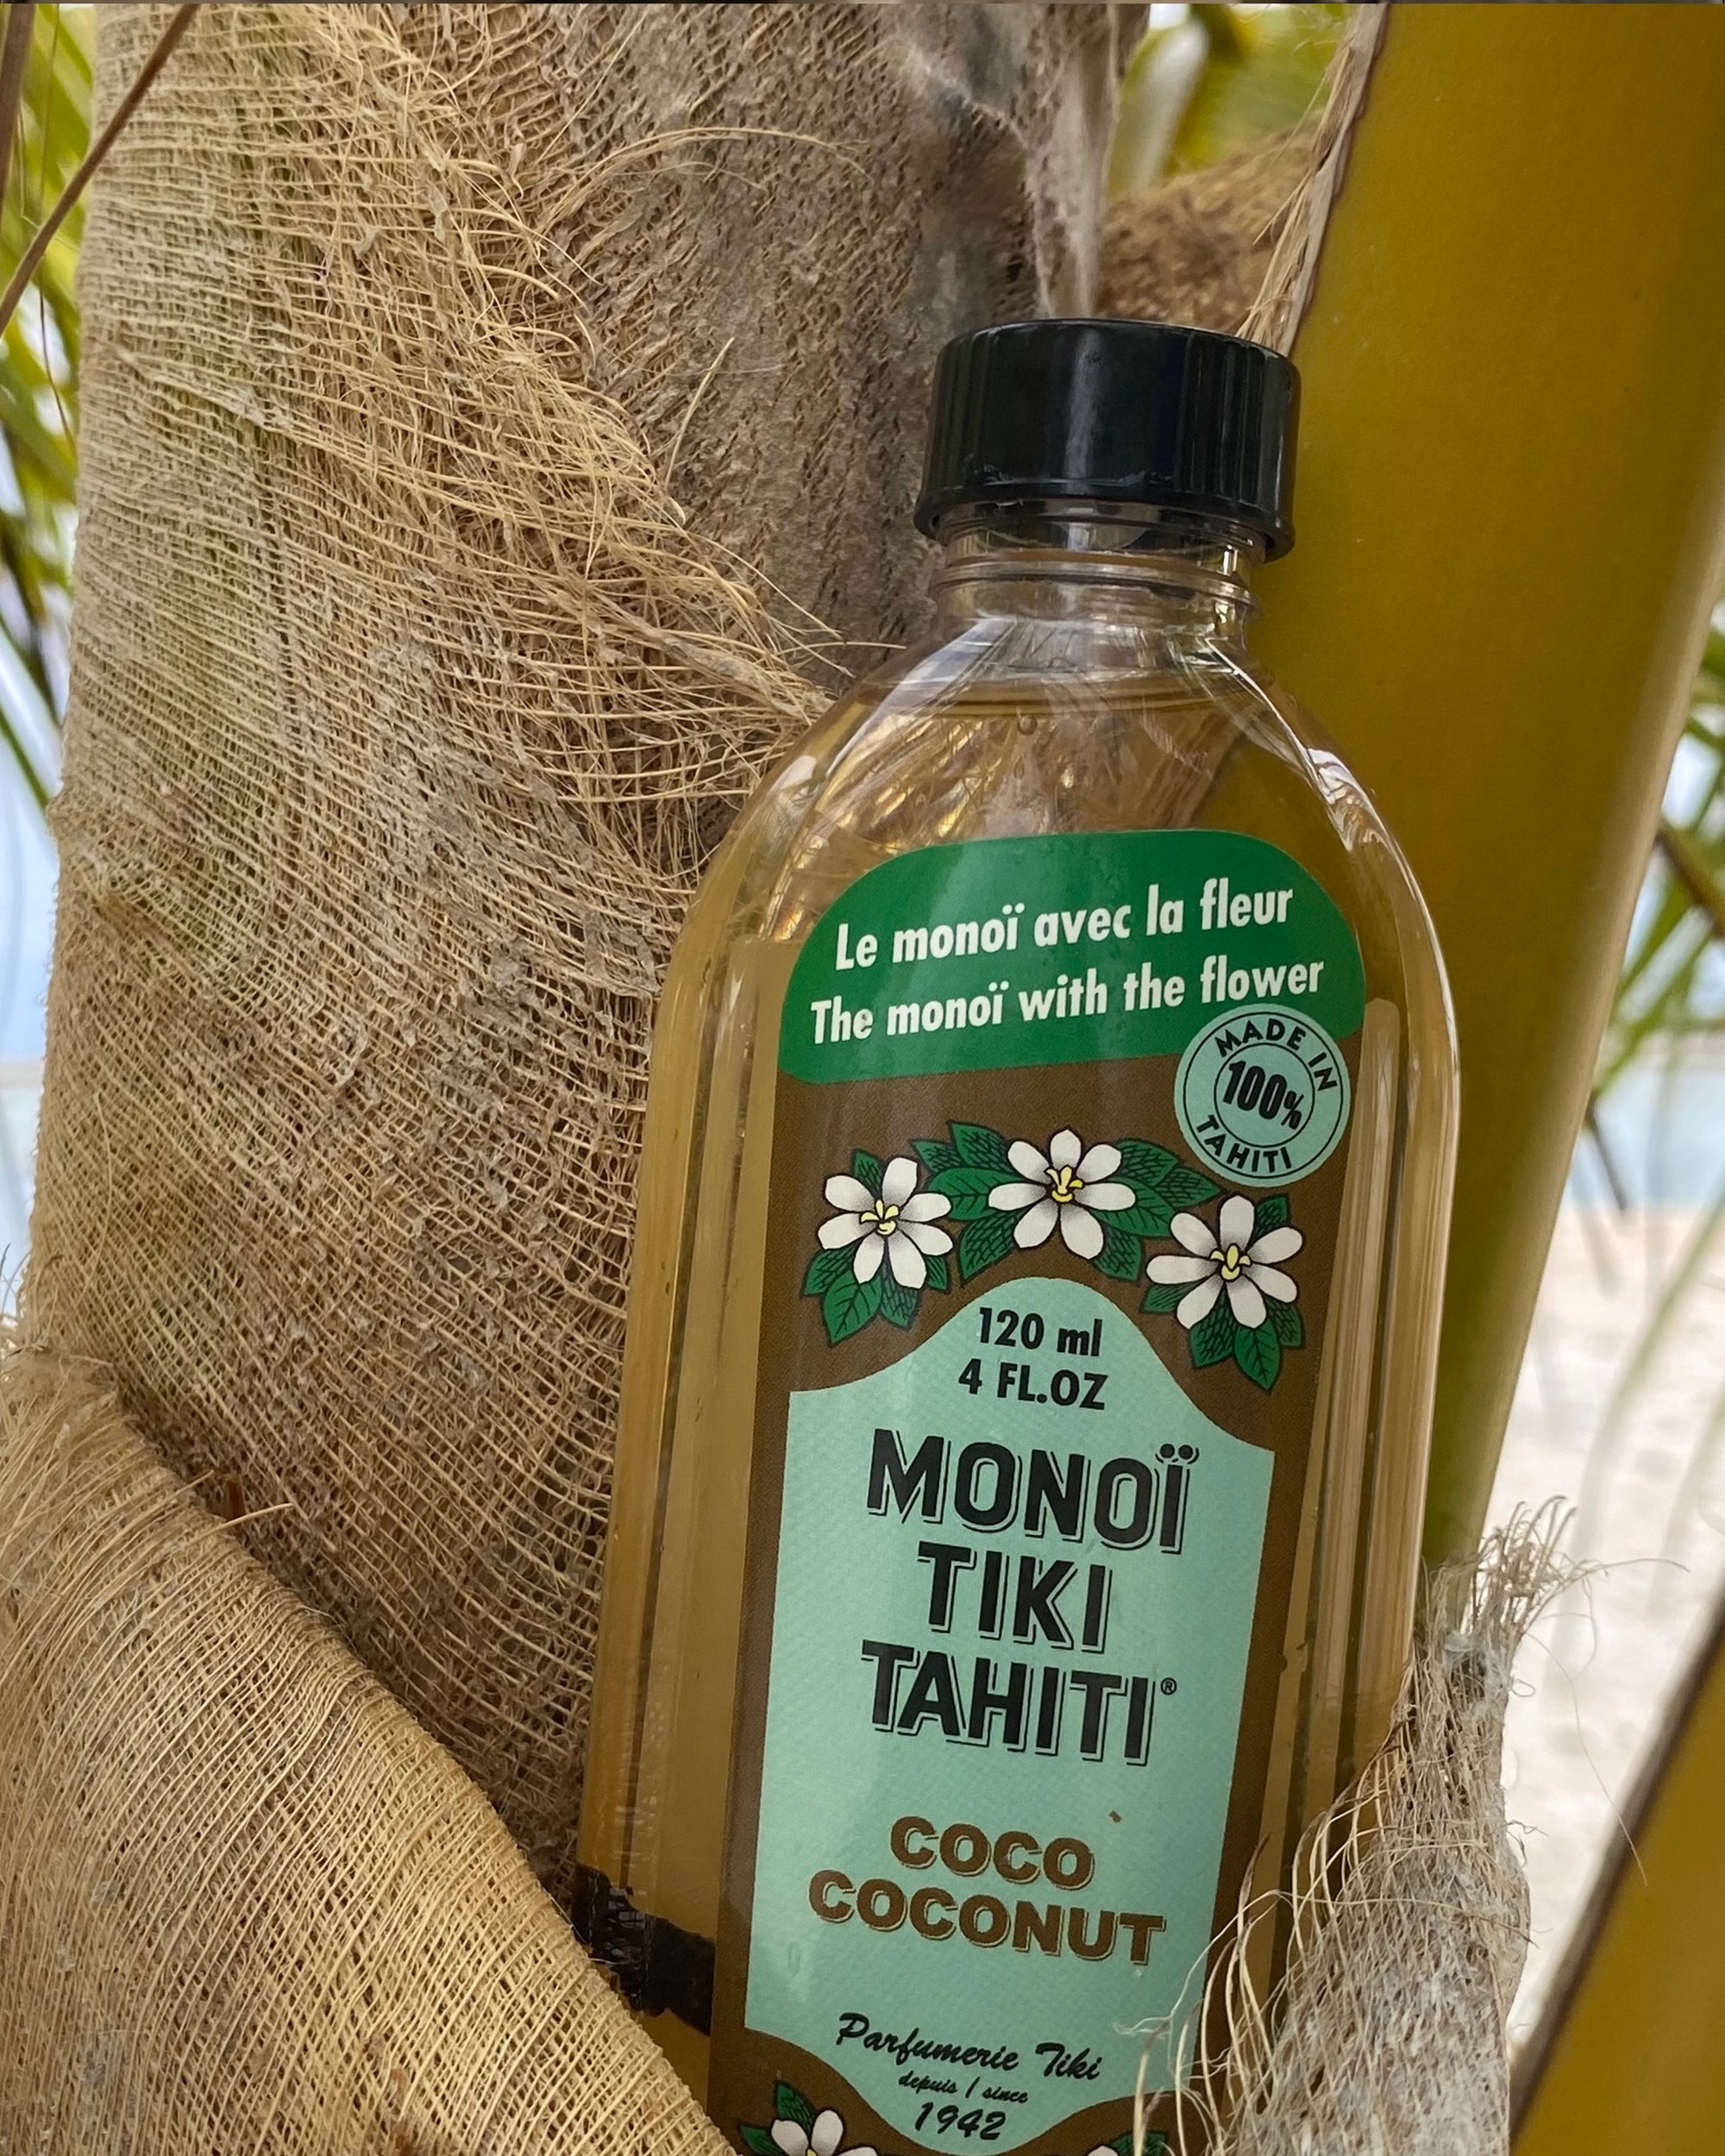 Le monoï avec la fleur
The monoï with the flower
MADE IN
100%
TAHITI
120 ml
4 FL.OZ
MONOÏ
TIKI
TAHITI®
COCO
COCONUT
Parfumerie Tiki
depuis / since
1942